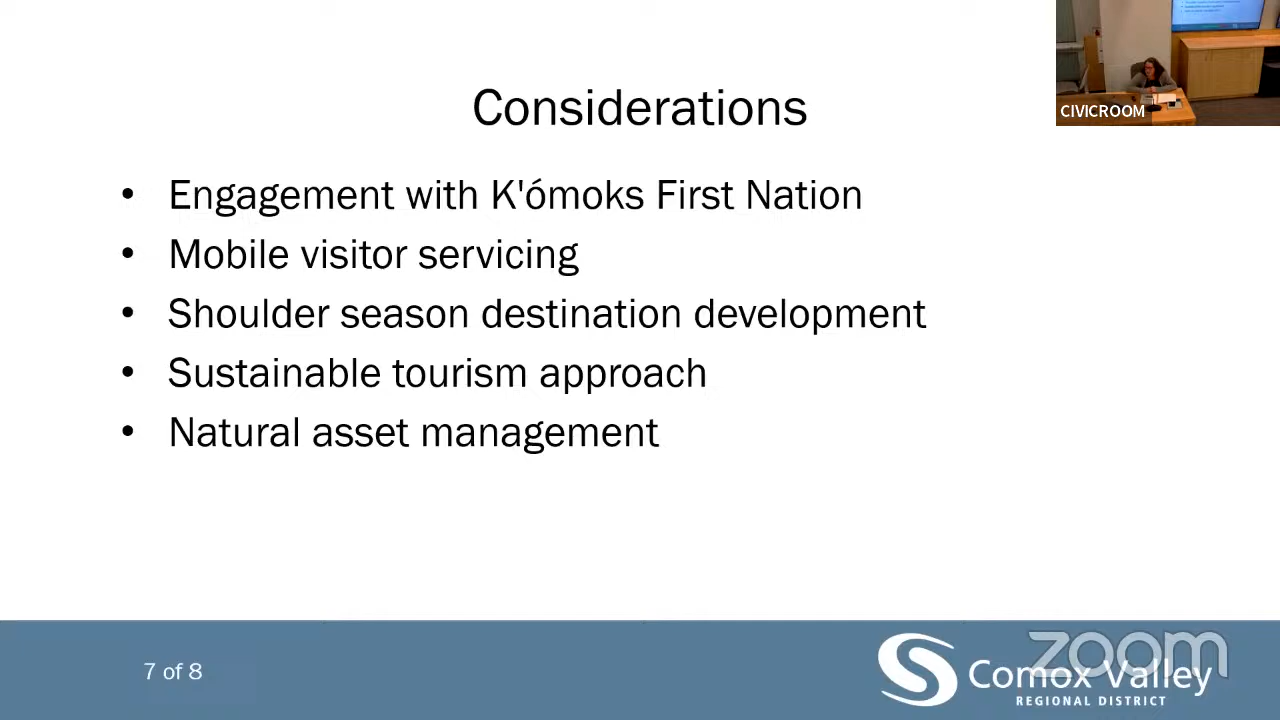 Considerations
CIVICROOM
• Engagement with K'ómoks First Nation
• Mobile visitor servicing
• Shoulder season destination development
• Sustainable tourism approach
• Natural asset management
7 of 8
zoom
Comox Valley
REGIONAL DISTRICT